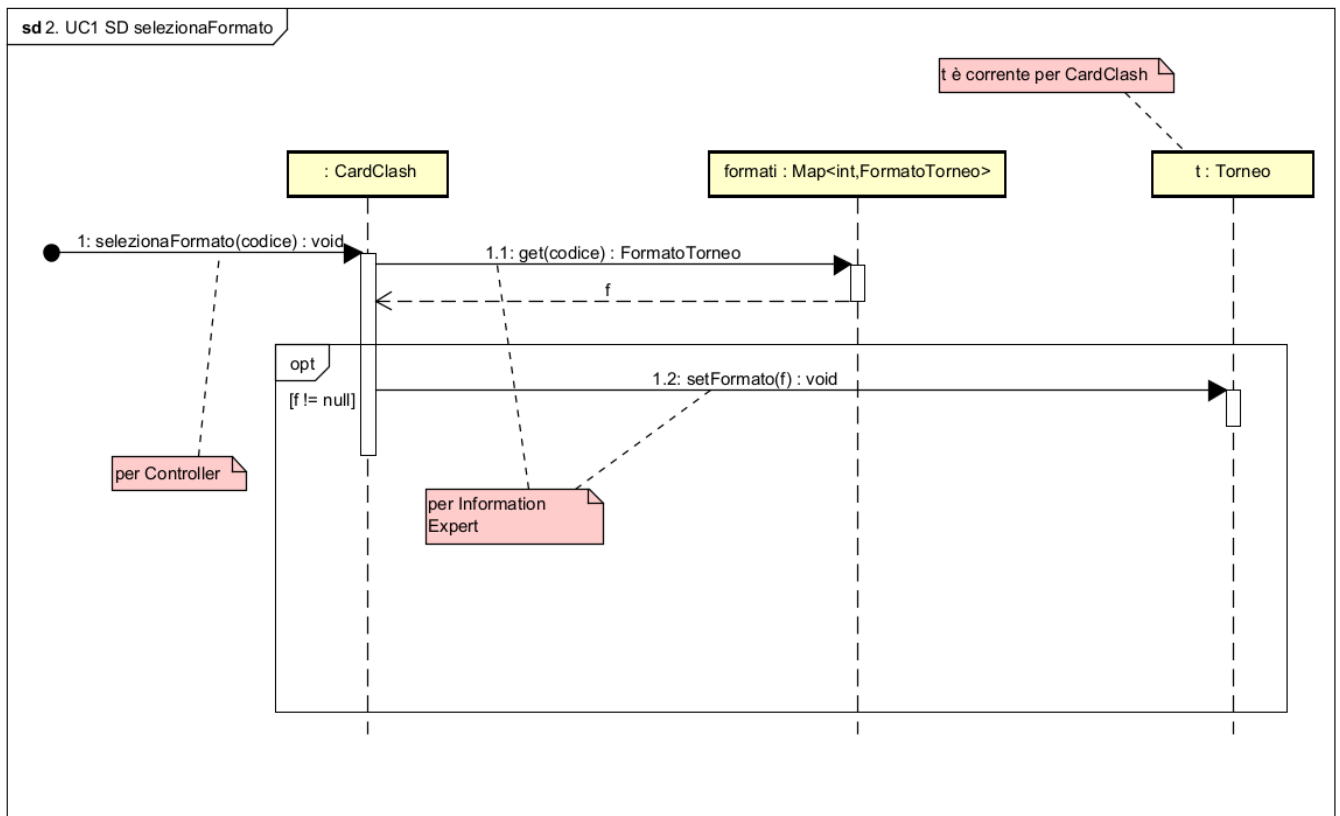 sd 2. UC1 SD selezionaFormato
t è corrente per CardClash
: CardClash
formati : Map<int,FormatoTorneo>
t : Torneo
1: selezionaFormato(codice) : void
1.1: get(codice) : FormatoTorneo
f
opt
1.2: setFormato(f) : void
[f != null]
per Controller
per Information
Expert